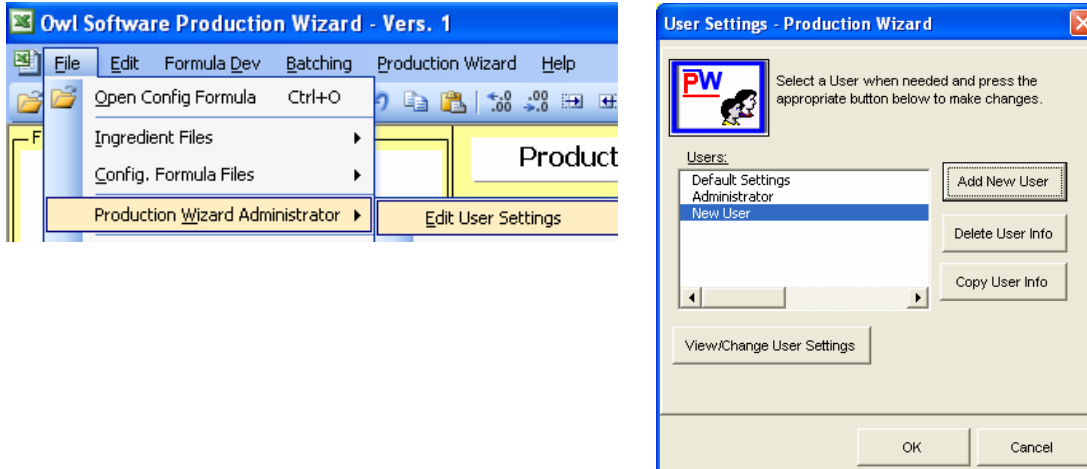 Owl Software Production Wizard - Vers. 1
File Edit Formula Dev Batching Production Wizard Help
Open Config Formula Ctrl+O
Ingredient Files
Config. Formula Files
Production Wizard Administrator
Edit User Settings
F
Product
User Settings - Production Wizard
PW
Select a User when needed and press the
appropriate button below to make changes.
Users:
Default Settings
Administrator
New User
Add New User
Delete User Info
Copy User Info
View/Change User Settings
OK Cancel